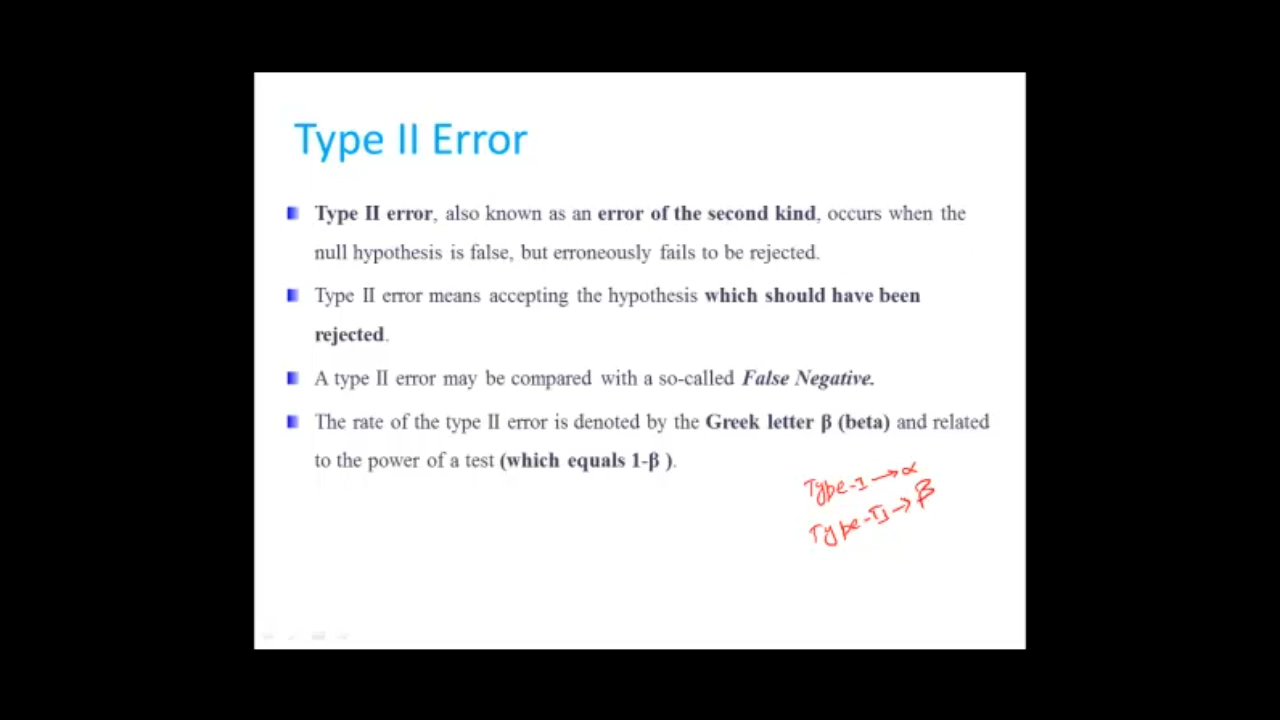 Type II Error
Type II error, also known as an error of the second kind, occurs when the
null hypothesis is false, but erroneously fails to be rejected.
Type II error means accepting the hypothesis which should have been
rejected.
A type II error may be compared with a so-called False Negative.
The rate of the type II error is denoted by the Greek letter β (beta) and related
to the power of a test (which equals 1-β ).
Type-I → α
Type-II → β